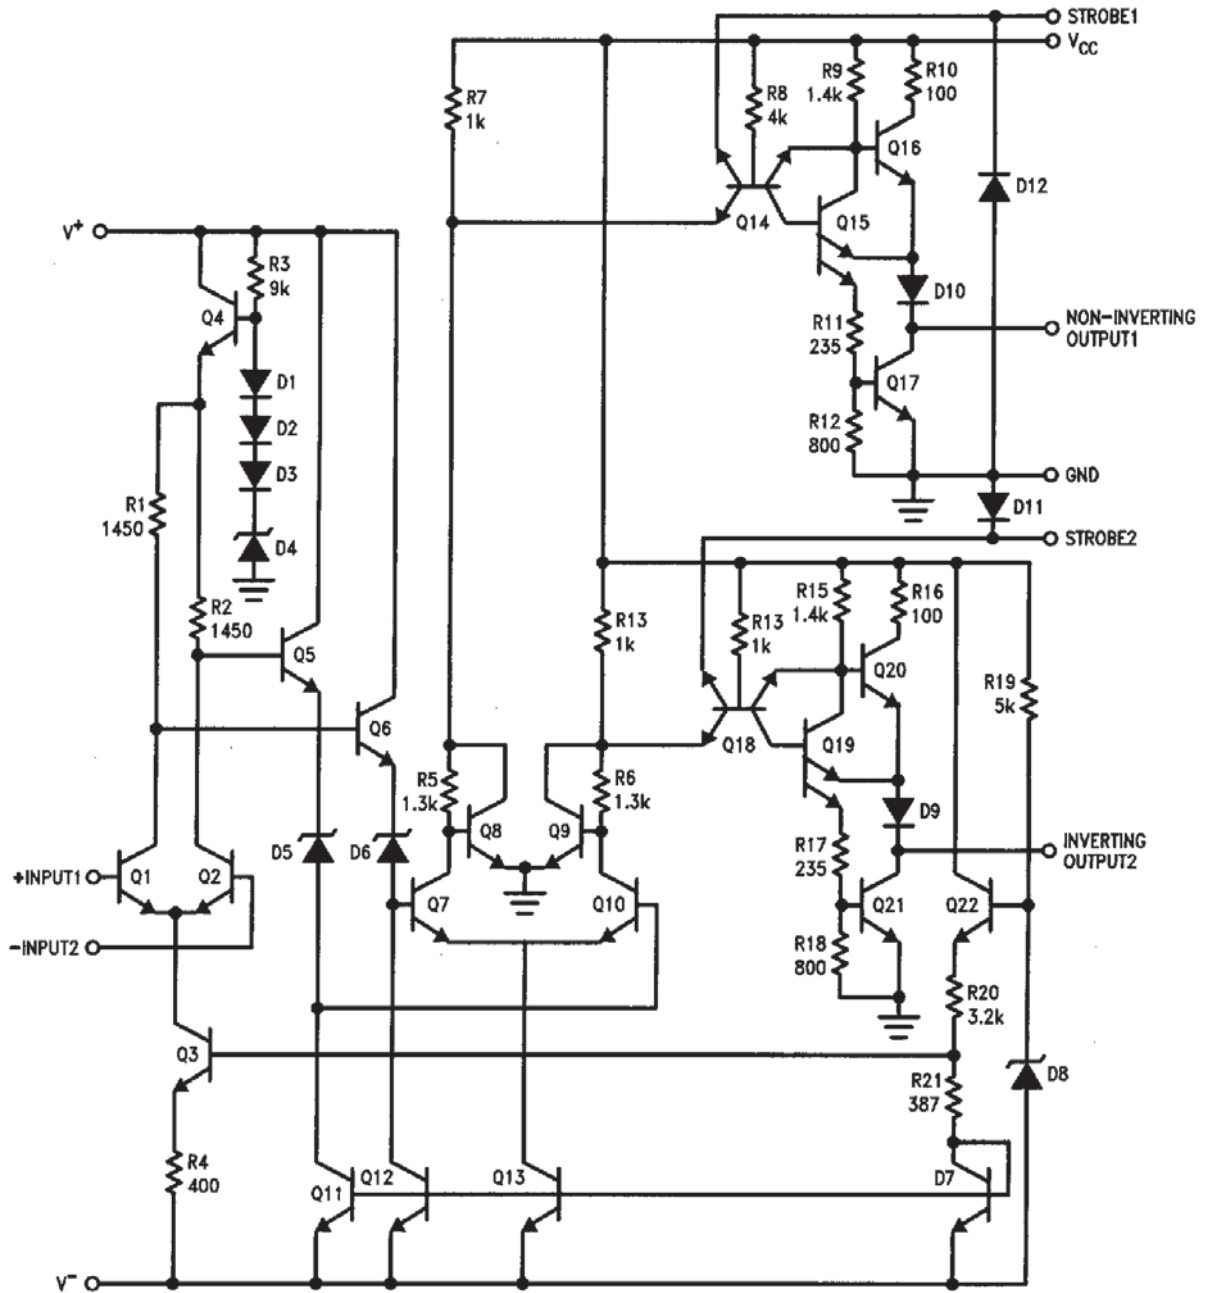 STROBE1
VCC
R7
1k
R8
4k
R9
1.4k
R10
100
Q16
D12
Q14
Q15
V+
R3
9k
Q4
D10
R11
235
NON-INVERTING
OUTPUT1
Q17
D1
D2
D3
R12
800
GND
R1
1450
D4
D11
STROBE2
R2
1450
R13
1k
R13
1k
R15
1.4k
R16
100
Q5
Q20
R19
5k
Q6
Q18
Q19
R5
1.3k
R6
1.3k
D9
Q8
Q9
D5
D6
R17
235
INVERTING
OUTPUT2
+INPUT1
Q1
Q2
Q7
Q10
Q21
Q22
-INPUT2
R18
800
R20
3.2k
Q3
D8
R21
387
R4
400
Q11
Q12
Q13
D7
V-